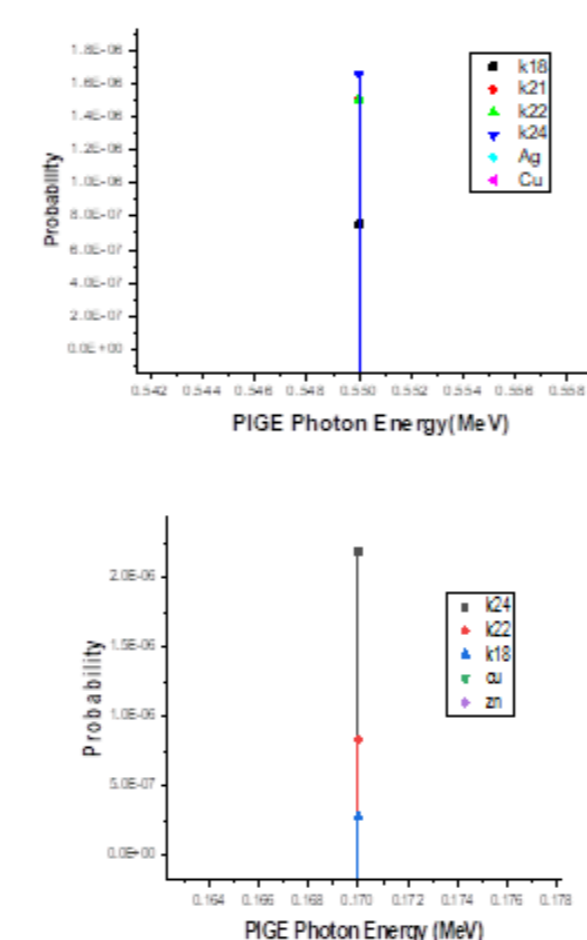 1.8E-06
1.6E-06
1.4E-06
1.2E-06
1.0E-06
8.0E-07
6.0E-07
4.0E-07
2.0E-07
0.0E+00
Probability
k18
k21
k22
k24
Ag
Cu
0.542 0.544 0.546 0.548 0.550 0.552 0.554 0.556 0.558
PIGE Photon Energy(MeV)
2.0E-06
1.5E-06
1.0E-06
5.0E-07
0.0E+00
Probability
k24
k22
k18
cu
zn
0.164 0.166 0.168 0.170 0.172 0.174 0.176 0.178
PIGE Photon Energy (MeV)